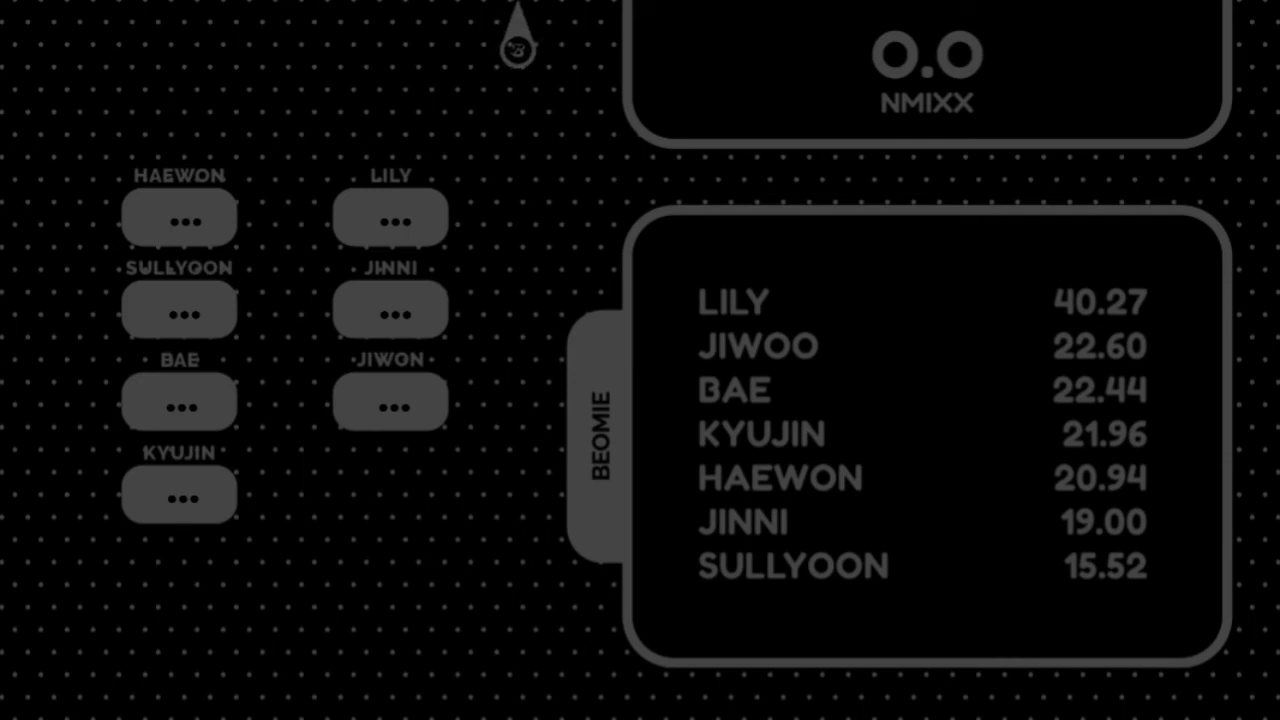 O.O
NMIXX
HAEWON
...
LILY
...
SULLYOON
...
JINNI
...
BAE
...
JIWON
...
KYUJIN
...
BEOMIE
LILY 40.27
JIWOO 22.60
BAE 22.44
KYUJIN 21.96
HAEWON 20.94
JINNI 19.00
SULLYOON 15.52